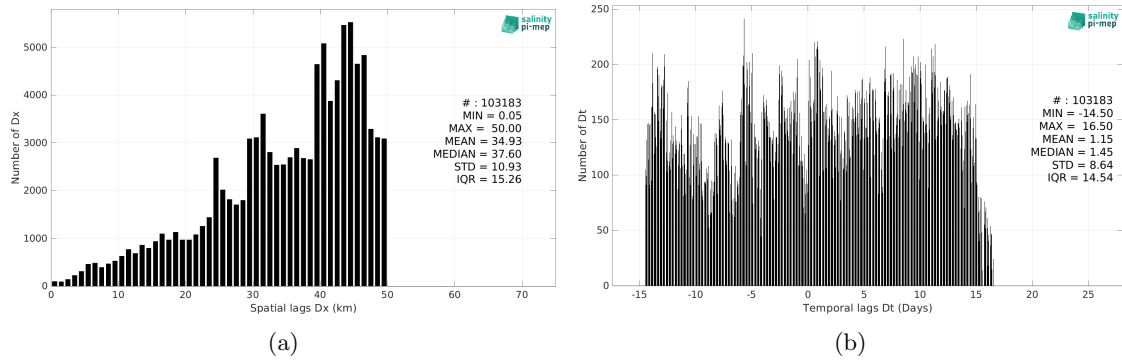 salinity
pi-mep
5000
4000
3000
2000
1000
0
Number of Dx
# : 103183
MIN = 0.05
MAX = 50.00
MEAN = 34.93
MEDIAN = 37.60
STD = 10.93
IQR = 15.26
0 10 20 30 40 50 60 70
Spatial lags Dx (km)
(a)
salinity
pi-mep
250
200
150
100
50
0
Number of Dt
# : 103183
MIN = -14.50
MAX = 16.50
MEAN = 1.15
MEDIAN = 1.45
STD = 8.64
IQR = 14.54
-15 -10 -5 0 5 10 15 20 25
Temporal lags Dt (Days)
(b)